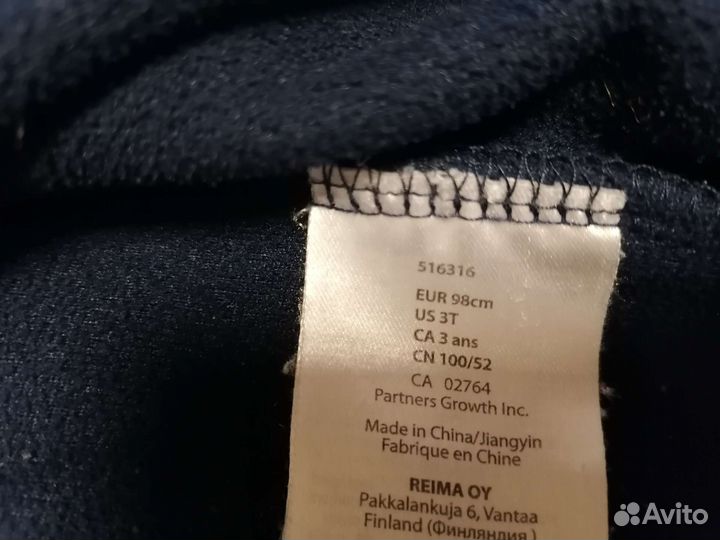 516316
EUR 98cm
US 3T
CA 3 ans
CN 100/52
CA 02764
Partners Growth Inc.
Made in China/Jiangyin
Fabrique en Chine
REIMA OY
Pakkalankuja 6, Vantaa
Finland (Финляндия)
Avito